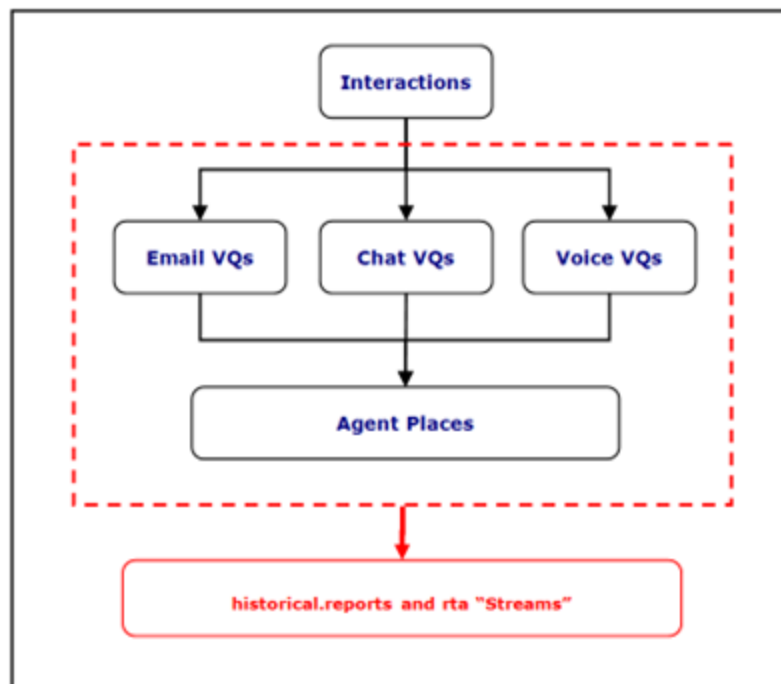 Interactions
Email VQs
Chat VQs
Voice VQs
Agent Places
historical.reports and rta “Streams”